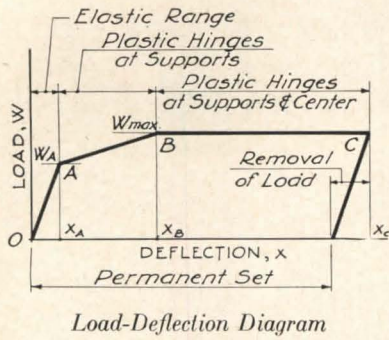 Elastic Range
Plastic Hinges
at Supports
Plastic Hinges
at Supports ¢ Center
Wmax.
B
C
WA
A
Removal
of Load
LOAD, W
O
xA
xB
xC
DEFLECTION, x
Permanent Set
Load-Deflection Diagram